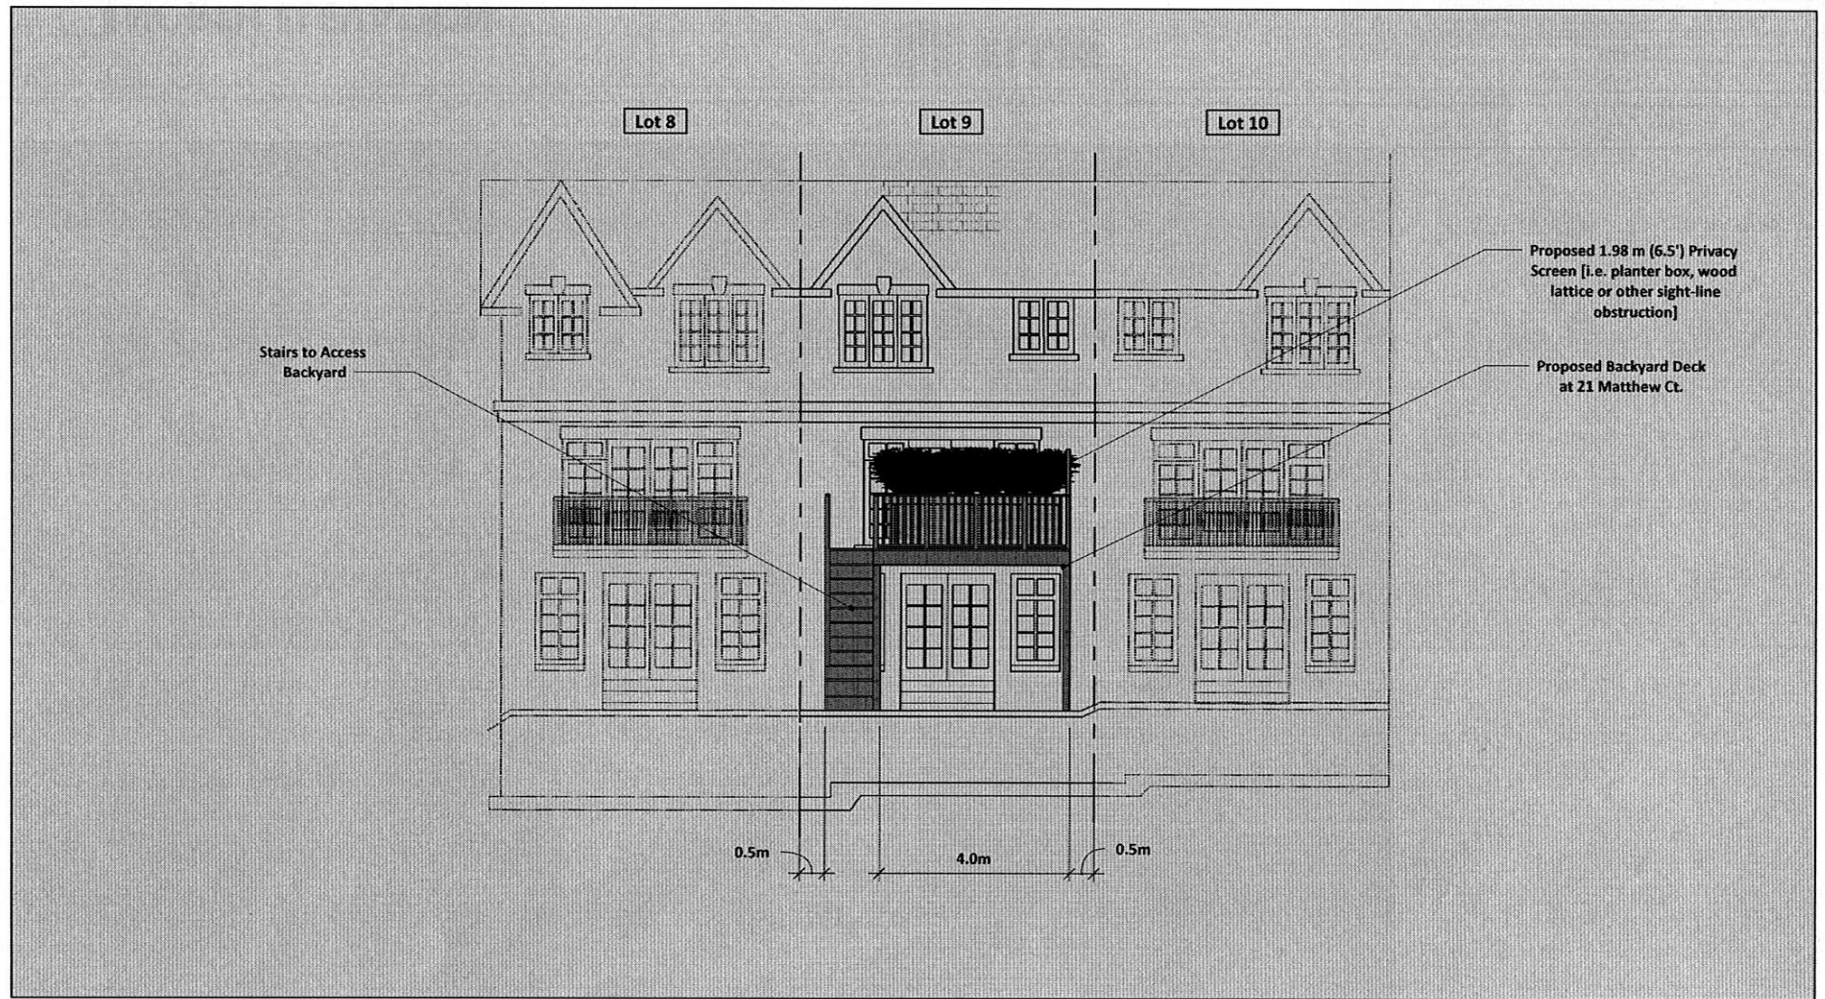 Lot 8
Lot 9
Lot 10
Proposed 1.98 m (6.5') Privacy
Screen [i.e. planter box, wood
lattice or other sight-line
obstruction]
Stairs to Access
Backyard
Proposed Backyard Deck
at 21 Matthew Ct.
0.5m
4.0m
0.5m